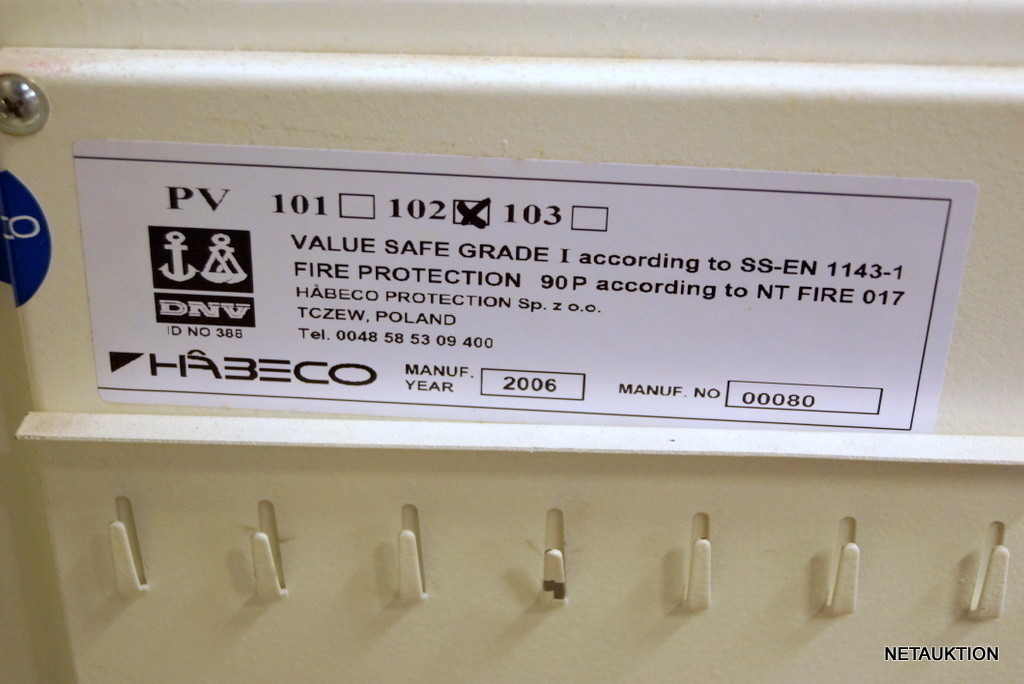 PV 101 102 103
VALUE SAFE GRADE I according to SS-EN 1143-1
FIRE PROTECTION 90P according to NT FIRE 017
HÅBECO PROTECTION Sp. z o.o.
TCZEW, POLAND
Tel. 0048 58 53 09 400
DNV
ID NO 388
HÅBECO
MANUF. YEAR 2006
MANUF. NO 00080
CO
NETAUKTION